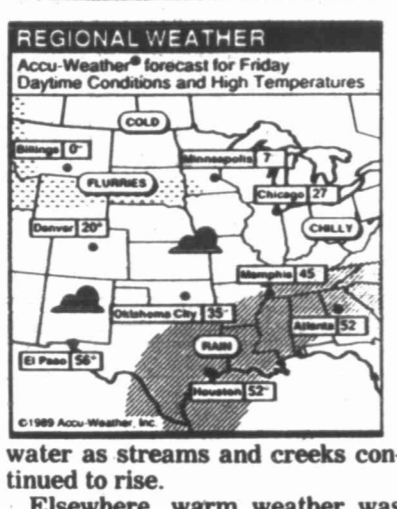 REGIONAL WEATHER
Accu-Weather® forecast for Friday
Daytime Conditions and High Temperatures
COLD
Billings 0°
Minneapolis 7
FLURRIES
Chicago 27
Denver 20°
CHILLY
Memphis 45
Oklahoma City 35°
Atlanta 52
RAIN
El Paso 56°
Houston 52°
©1989 Accu-Weather, Inc.
water as streams and creeks con-
tinued to rise.
Elsewhere, warm weather was